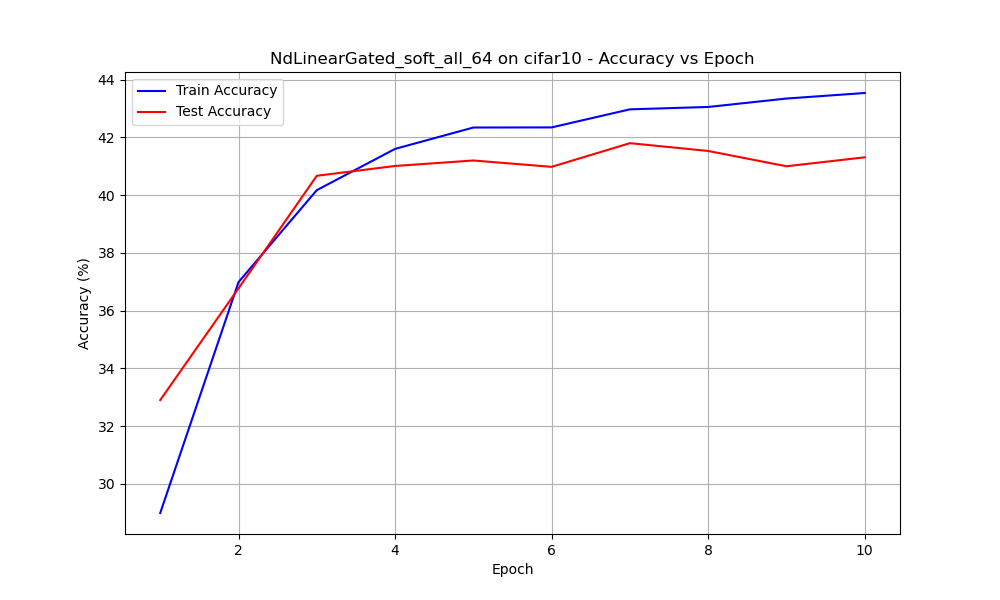 NdLinearGated_soft_all_64 on cifar10 - Accuracy vs Epoch
Train Accuracy
Test Accuracy
Accuracy (%)
44
42
40
38
36
34
32
30
2 4 6 8 10
Epoch